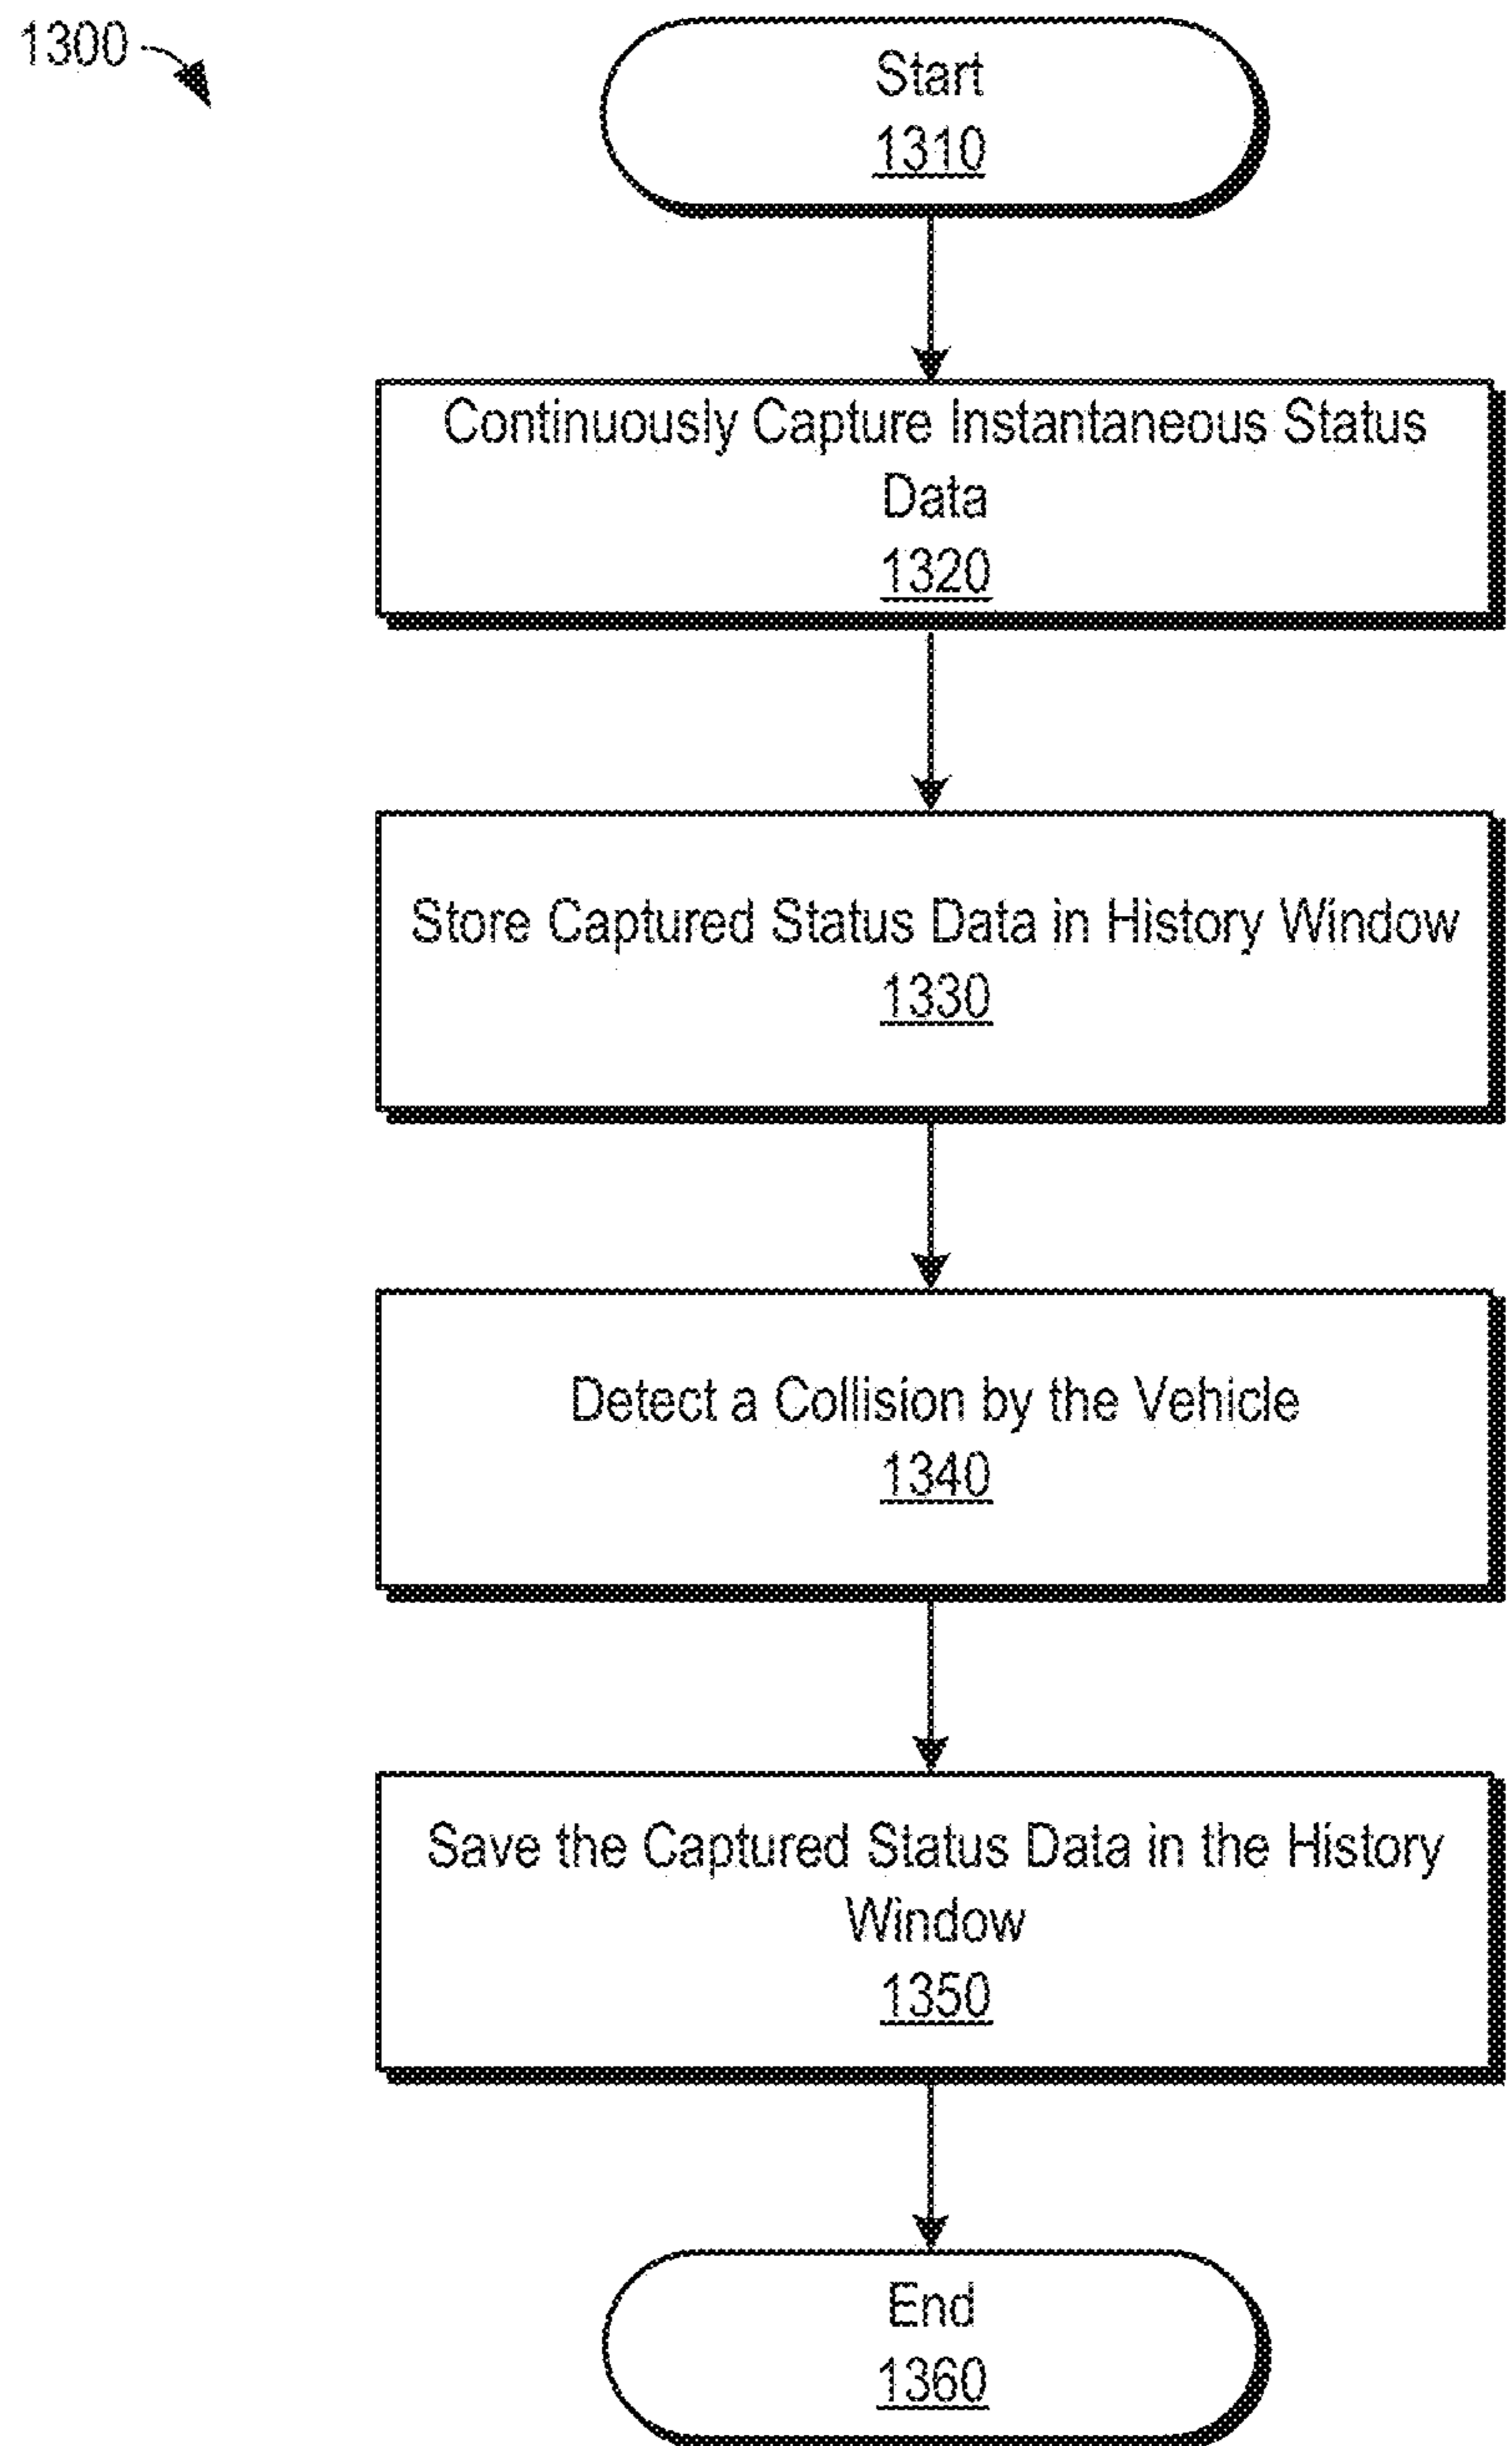 1300
Start
1310
Continuously Capture Instantaneous Status
Data
1320
Store Captured Status Data in History Window
1330
Detect a Collision by the Vehicle
1340
Save the Captured Status Data in the History
Window
1350
End
1360